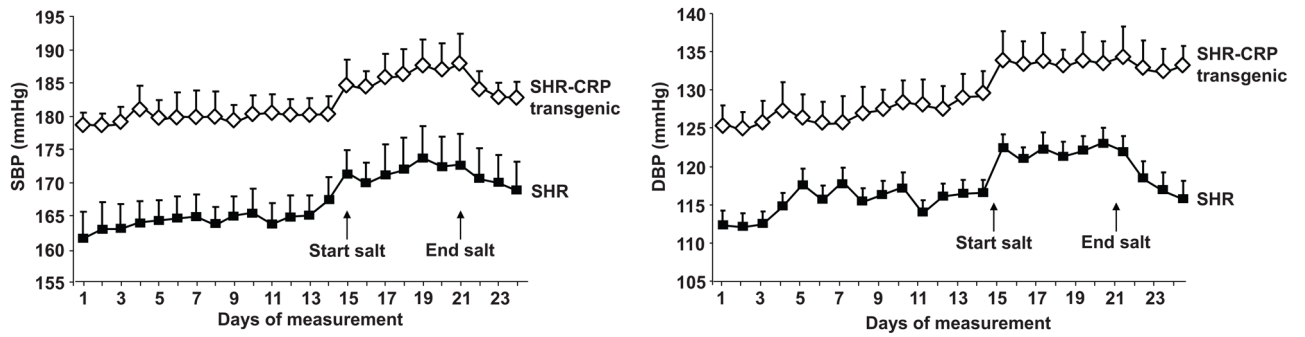 195
190
185
180
175
170
165
160
155
SBP (mmHg)
SHR-CRP
transgenic
SHR
Start salt
End salt
1 3 5 7 9 11 13 15 17 19 21 23
Days of measurement
140
135
130
125
120
115
110
105
DBP (mmHg)
SHR-CRP
transgenic
SHR
Start salt
End salt
1 3 5 7 9 11 13 15 17 19 21 23
Days of measurement